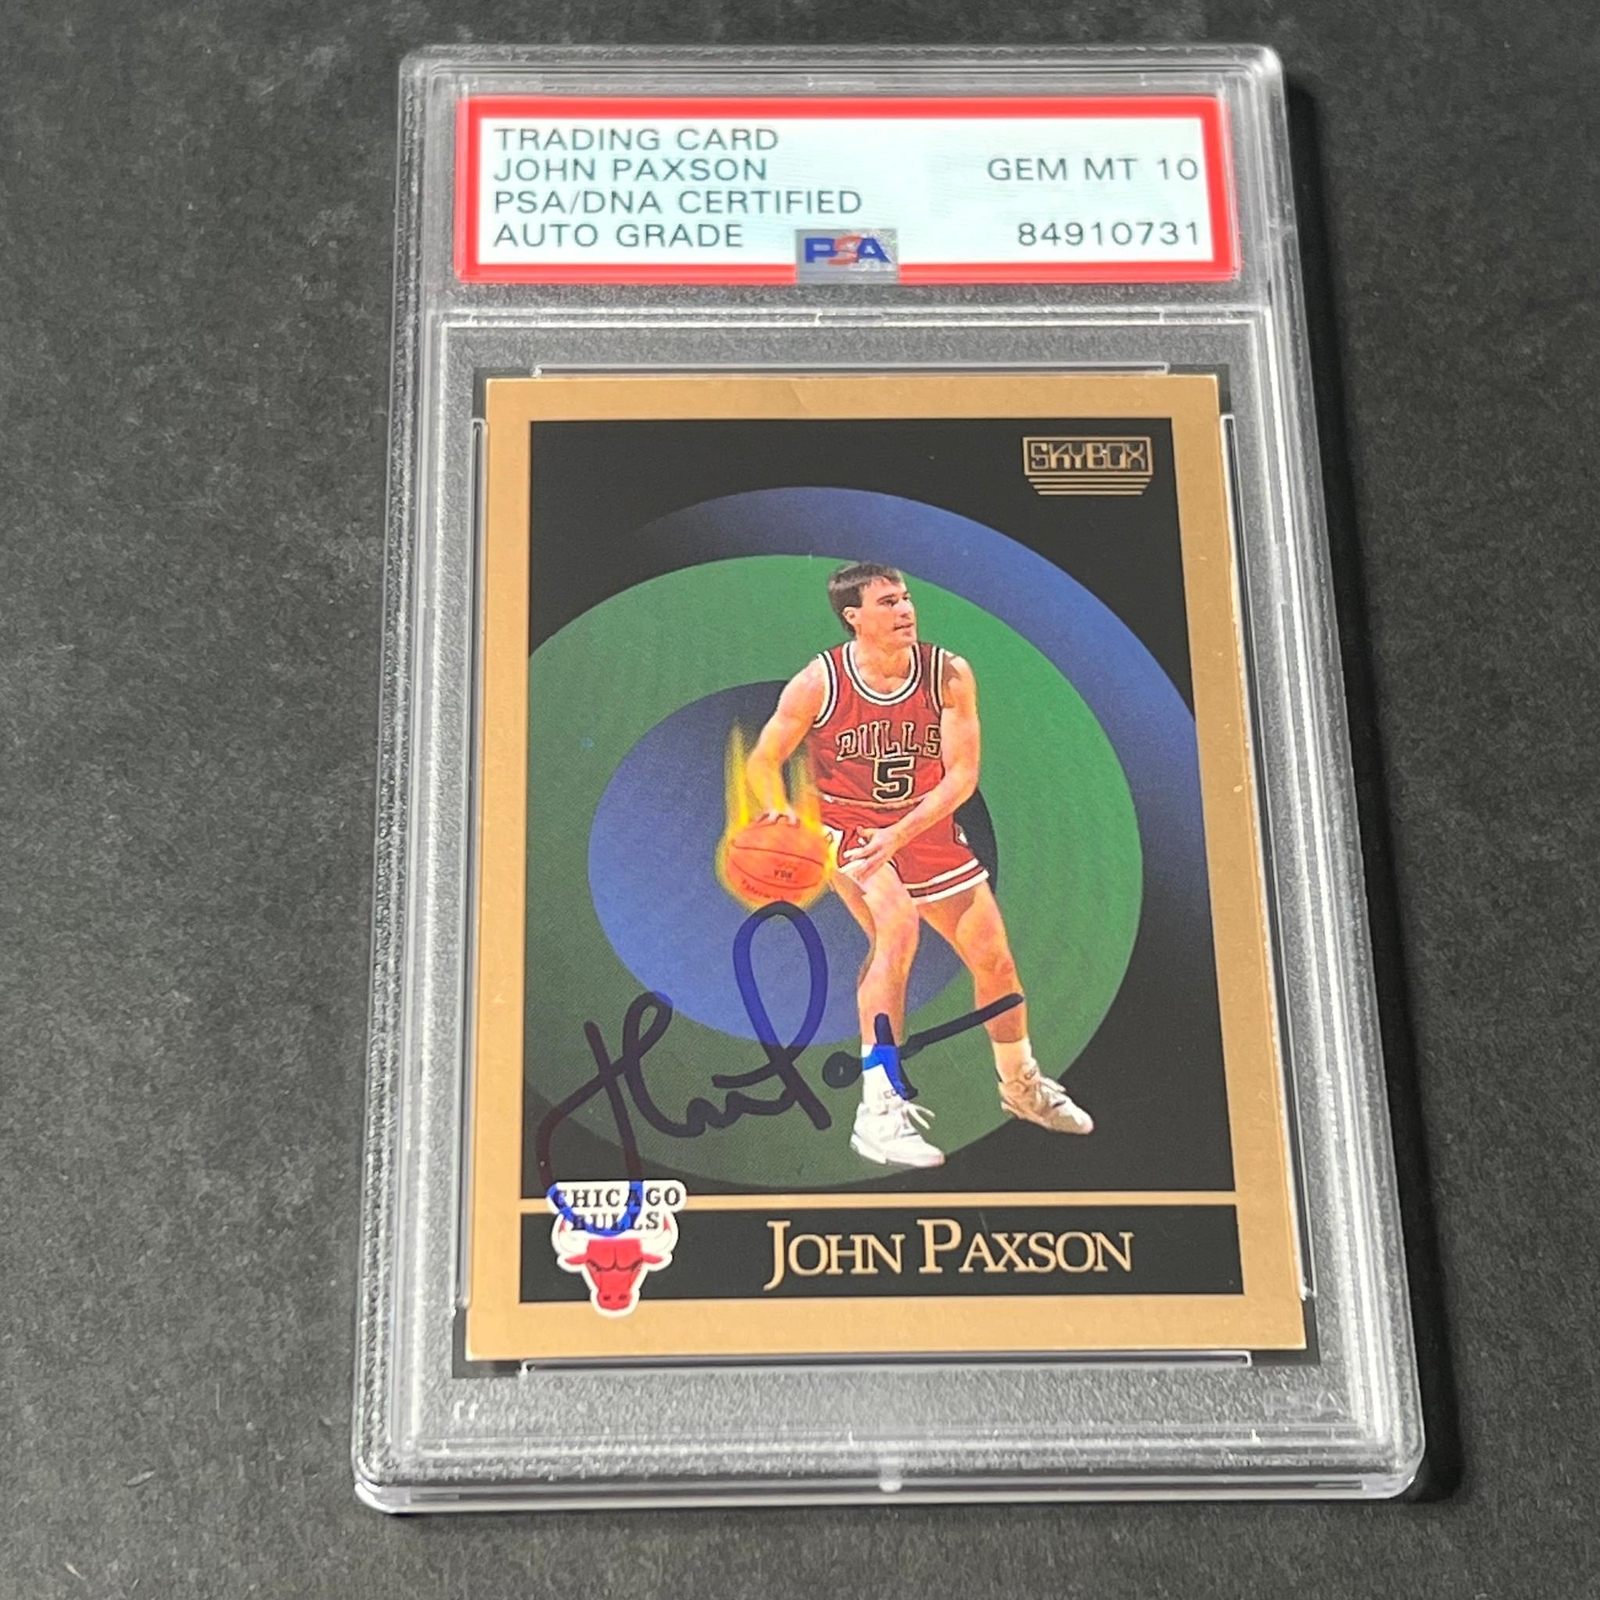 TRADING CARD
JOHN PAXSON
PSA/DNA CERTIFIED
AUTO GRADE
GEM MT 10
84910731
PSA
SKYBOX
BULLS
5
CHICAGO
BULLS
JOHN PAXSON